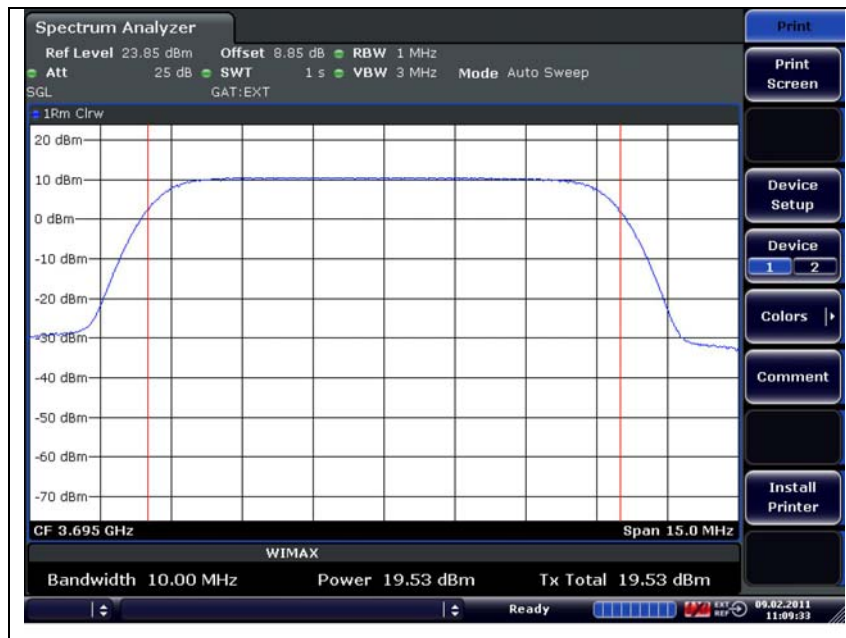 Spectrum Analyzer
Ref Level 23.85 dBm Offset 8.85 dB RBW 1 MHz
Att 25 dB SWT 1 s VBW 3 MHz Mode Auto Sweep
SGL GAT:EXT
1Rm Clrw
20 dBm
10 dBm
0 dBm
-10 dBm
-20 dBm
-30 dBm
-40 dBm
-50 dBm
-60 dBm
-70 dBm
CF 3.695 GHz Span 15.0 MHz
WIMAX
Bandwidth 10.00 MHz Power 19.53 dBm Tx Total 19.53 dBm
Ready EXT REF 09.02.2011 11:09:33
Print
Print Screen
Device Setup
Device
1 2
Colors
Comment
Install Printer